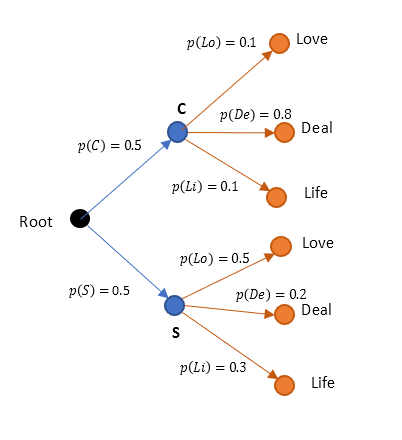 p(Lo) = 0.1
Love
C
p(De) = 0.8
Deal
p(C) = 0.5
p(Li) = 0.1
Life
Root
Love
p(Lo) = 0.5
p(S) = 0.5
p(De) = 0.2
Deal
S
p(Li) = 0.3
Life